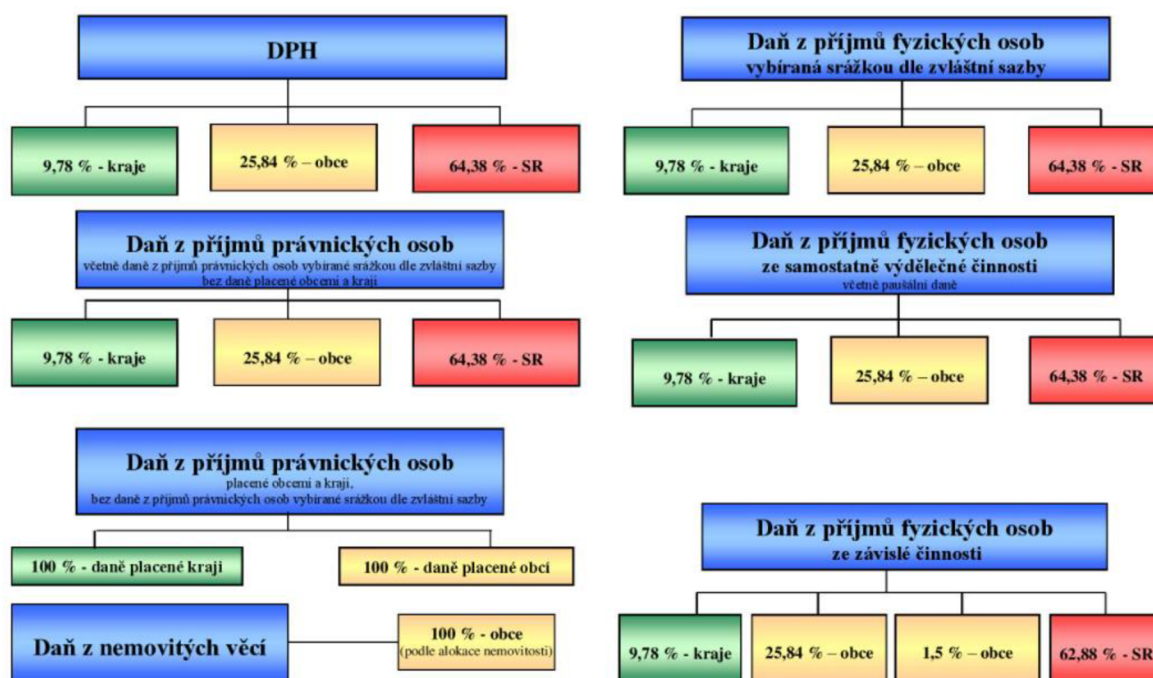 DPH
9,78 % - kraje
25,84 % – obce
64,38 % - SR
Daň z příjmů fyzických osob
vybíraná srážkou dle zvláštní sazby
9,78 % - kraje
25,84 % – obce
64,38 % - SR
Daň z příjmů právnických osob
včetně daně z příjmů právnických osob vybírané srážkou dle zvláštní sazby
bez daně placené obcemi a kraji
9,78 % - kraje
25,84 % – obce
64,38 % - SR
Daň z příjmů fyzických osob
ze samostatně výdělečné činnosti
včetně paušální daně
9,78 % - kraje
25,84 % – obce
64,38 % - SR
Daň z příjmů právnických osob
placené obcemi a kraji,
bez daně z příjmů právnických osob vybírané srážkou dle zvláštní sazby
100 % - daně placené kraji
100 % - daně placené obcí
Daň z nemovitých věcí
100 % - obce
(podle alokace nemovitosti)
Daň z příjmů fyzických osob
ze závislé činnosti
9,78 % - kraje
25,84 % – obce
1,5 % – obce
62,88 % - SR